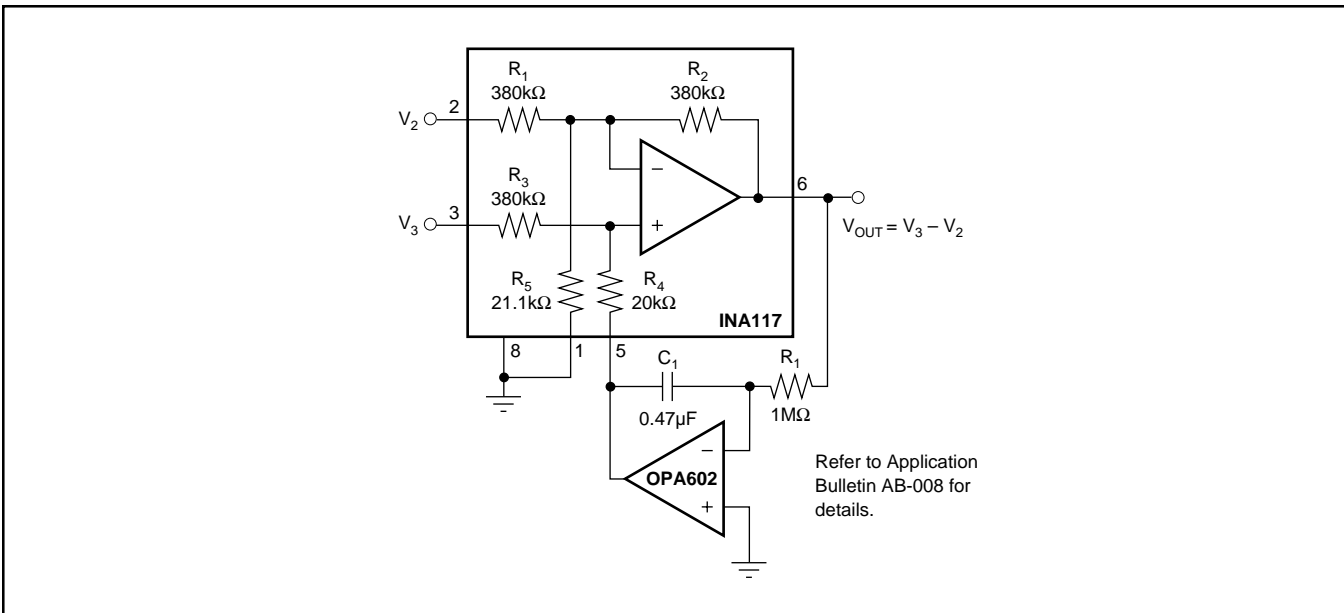 R1
380kΩ
R2
380kΩ
V2
2
R3
380kΩ
V3
3
−
+
6
VOUT = V3 – V2
R5
21.1kΩ
R4
20kΩ
INA117
8
1
5
C1
0.47µF
R1
1MΩ
−
OPA602
+
Refer to Application
Bulletin AB-008 for
details.